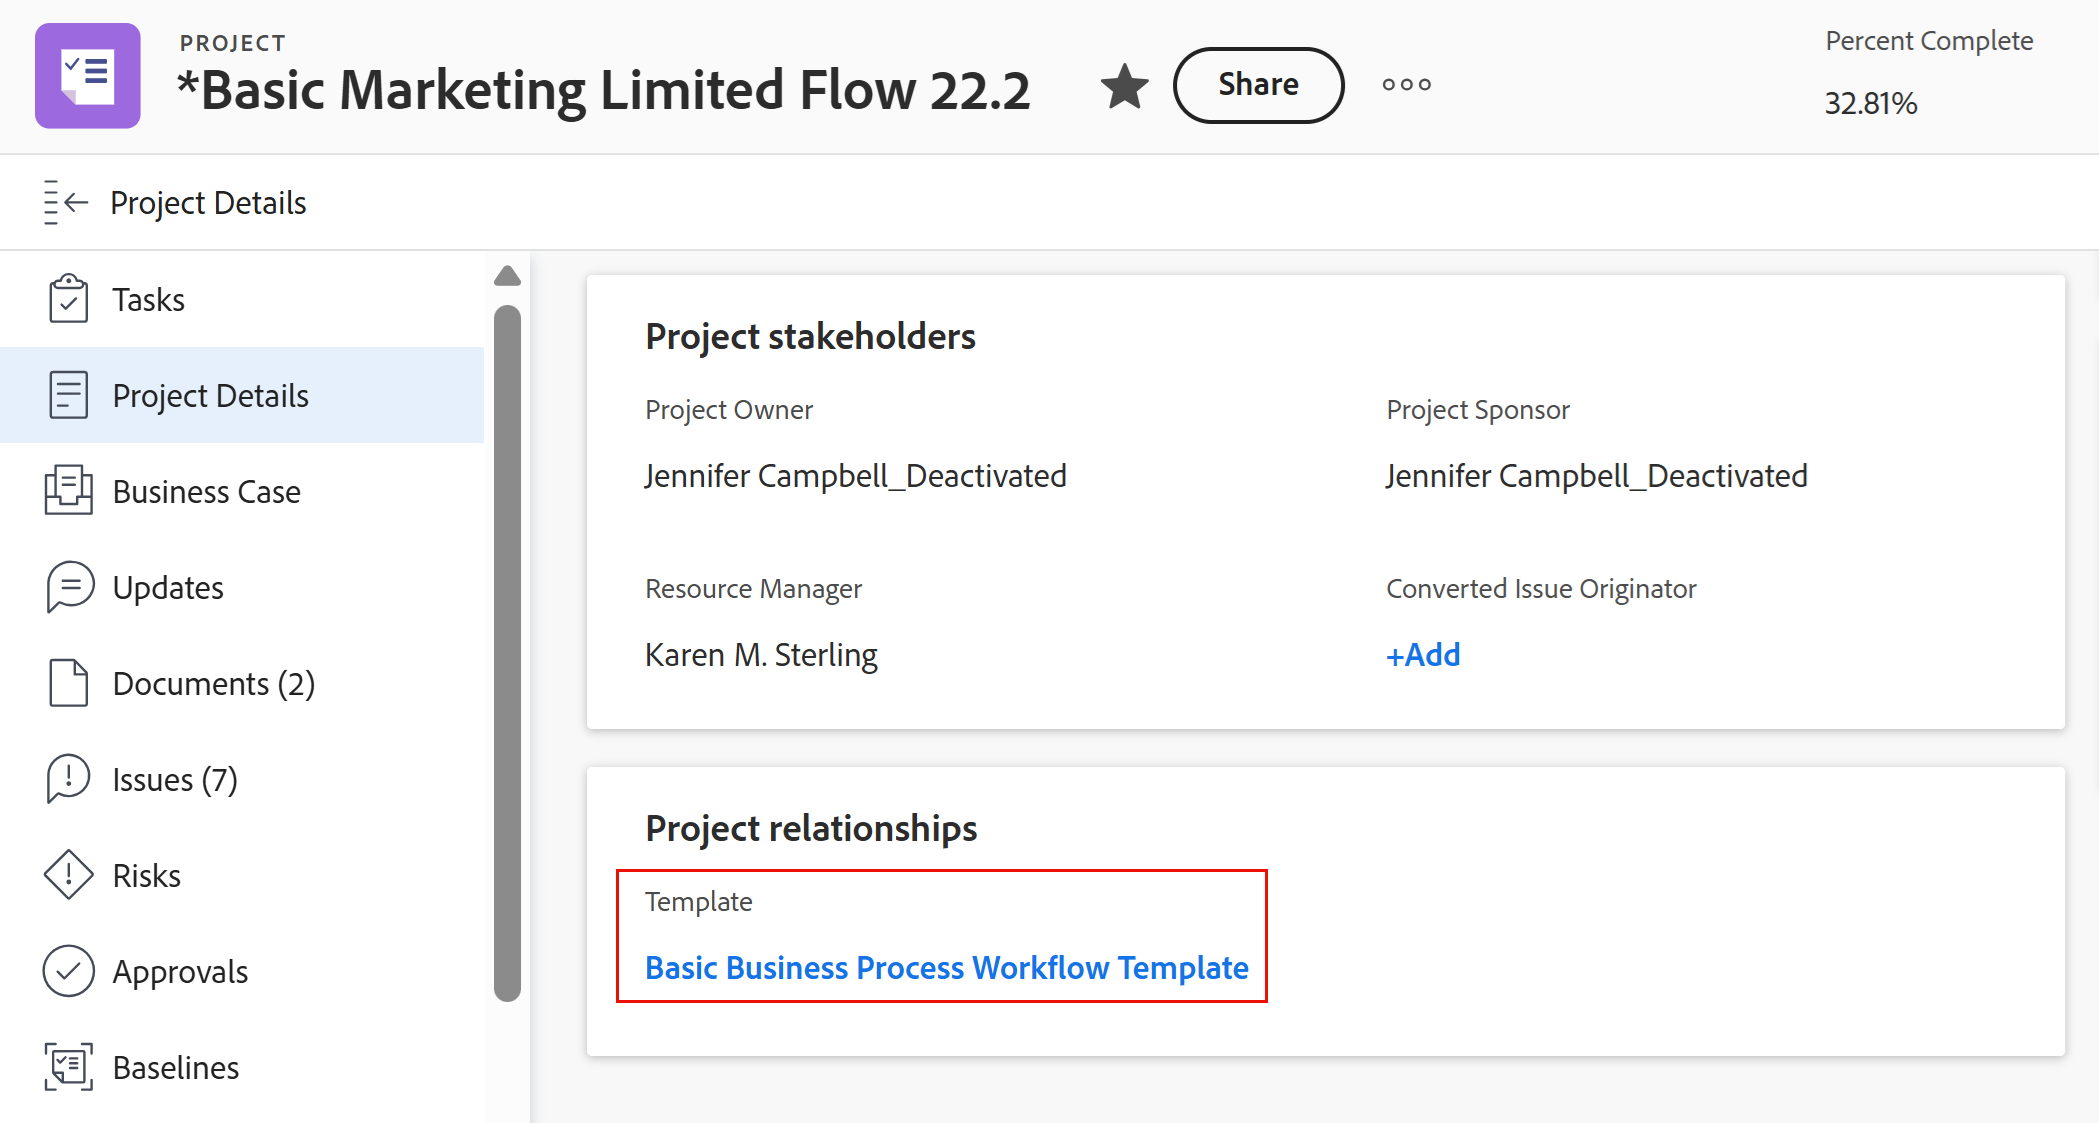 PROJECT
*Basic Marketing Limited Flow 22.2
Share
Percent Complete
32.81%
Project Details
Tasks
Project Details
Business Case
Updates
Documents (2)
Issues (7)
Risks
Approvals
Baselines
Project stakeholders
Project Owner
Jennifer Campbell_Deactivated
Project Sponsor
Jennifer Campbell_Deactivated
Resource Manager
Karen M. Sterling
Converted Issue Originator
+Add
Project relationships
Template
Basic Business Process Workflow Template